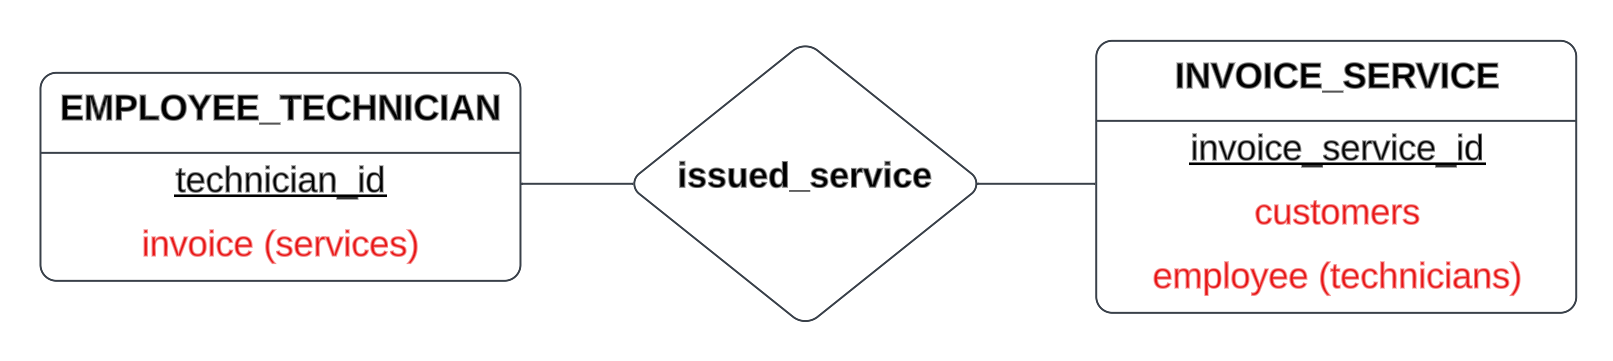 EMPLOYEE_TECHNICIAN
technician_id
invoice (services)
issued_service
INVOICE_SERVICE
invoice_service_id
customers
employee (technicians)